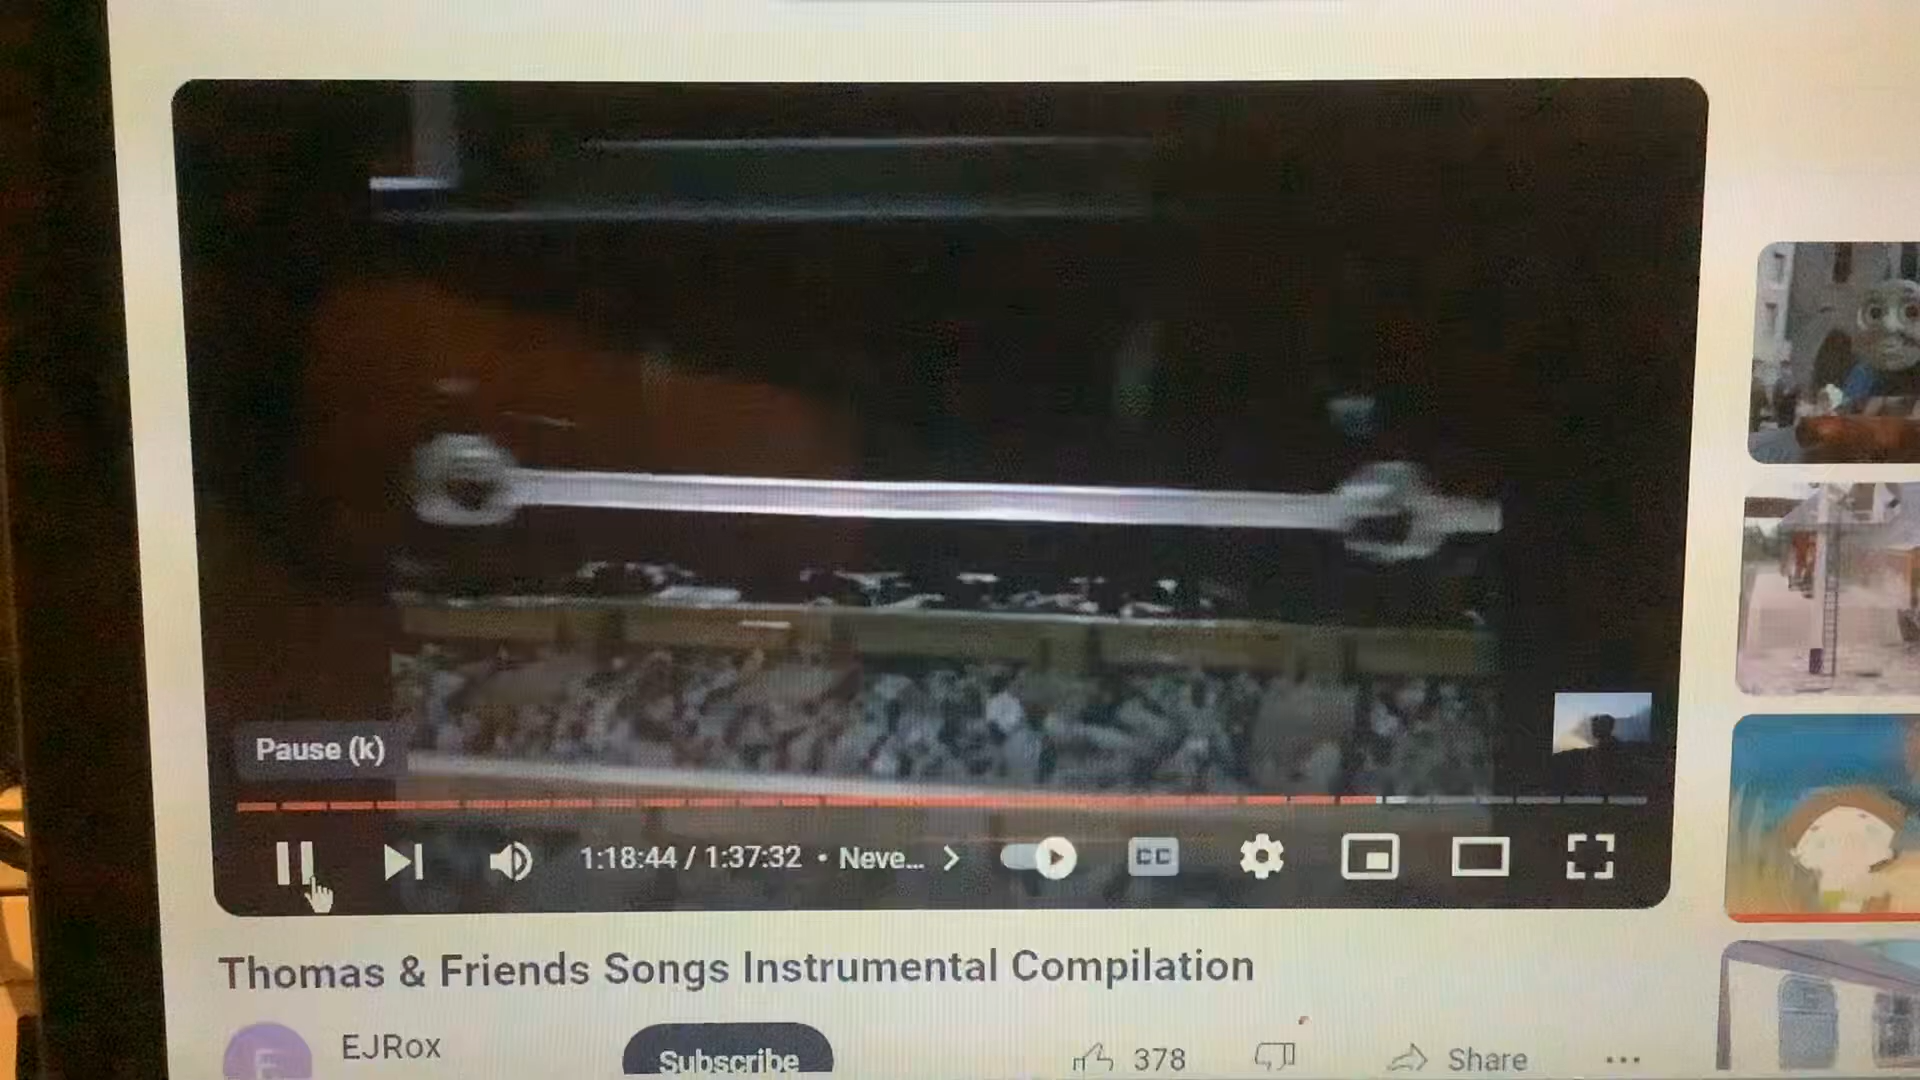 Pause (k)
1:18:44 / 1:37:32 • Neve...
CC
Thomas & Friends Songs Instrumental Compilation
E
EJRox
Subscribe
378
Share